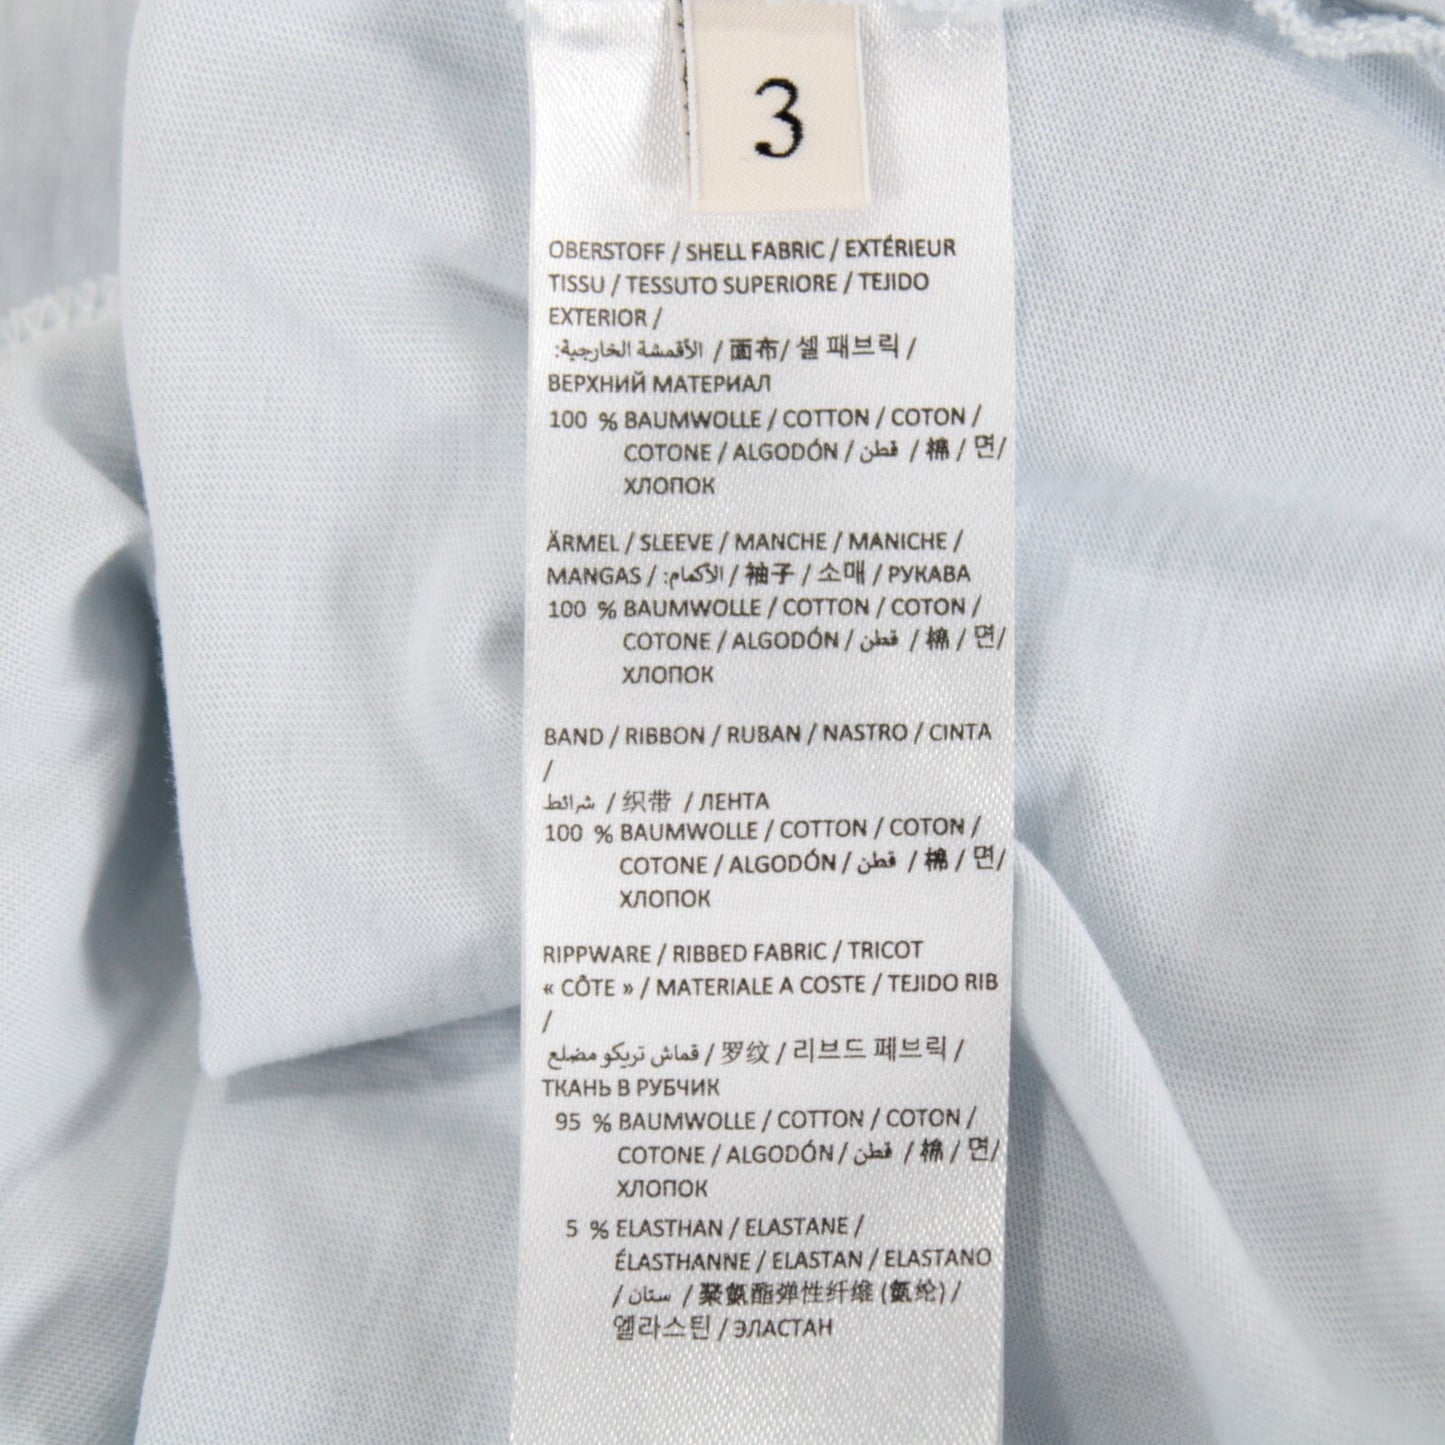 3
OBERSTOFF / SHELL FABRIC / EXTÉRIEUR
TISSU / TESSUTO SUPERIORE / TEJIDO
EXTERIOR /
الأقمشة الخارجية: / 面布/ 셸 패브릭 /
ВЕРХНИЙ МАТЕРИАЛ
100 % BAUMWOLLE / COTTON / COTON /
COTONE / ALGODÓN / قطن / 棉 / 면/
ХЛОПОК
ÄRMEL / SLEEVE / MANCHE / MANICHE /
MANGAS / الأكمام: / 袖子 / 소매 / РУКАВА
100 % BAUMWOLLE / COTTON / COTON /
COTONE / ALGODÓN / قطن / 棉 / 면/
ХЛОПОК
BAND / RIBBON / RUBAN / NASTRO / CINTA
/
شرائط / 织带 / ЛЕНТА
100 % BAUMWOLLE / COTTON / COTON /
COTONE / ALGODÓN / قطن / 棉 / 면/
ХЛОПОК
RIPPWARE / RIBBED FABRIC / TRICOT
« CÔTE » / MATERIALE A COSTE / TEJIDO RIB
/
قماش تريكو مضلع / 罗纹 / 리브드 페브릭 /
ТКАНЬ В РУБЧИК
95 % BAUMWOLLE / COTTON / COTON /
COTONE / ALGODÓN / قطن / 棉 / 면/
ХЛОПОК
5 % ELASTHAN / ELASTANE /
ÉLASTHANNE / ELASTAN / ELASTANO
/ ستان / 聚氨酯弹性纤维 (氨纶) /
엘라스틴 / ЭЛАСТАН